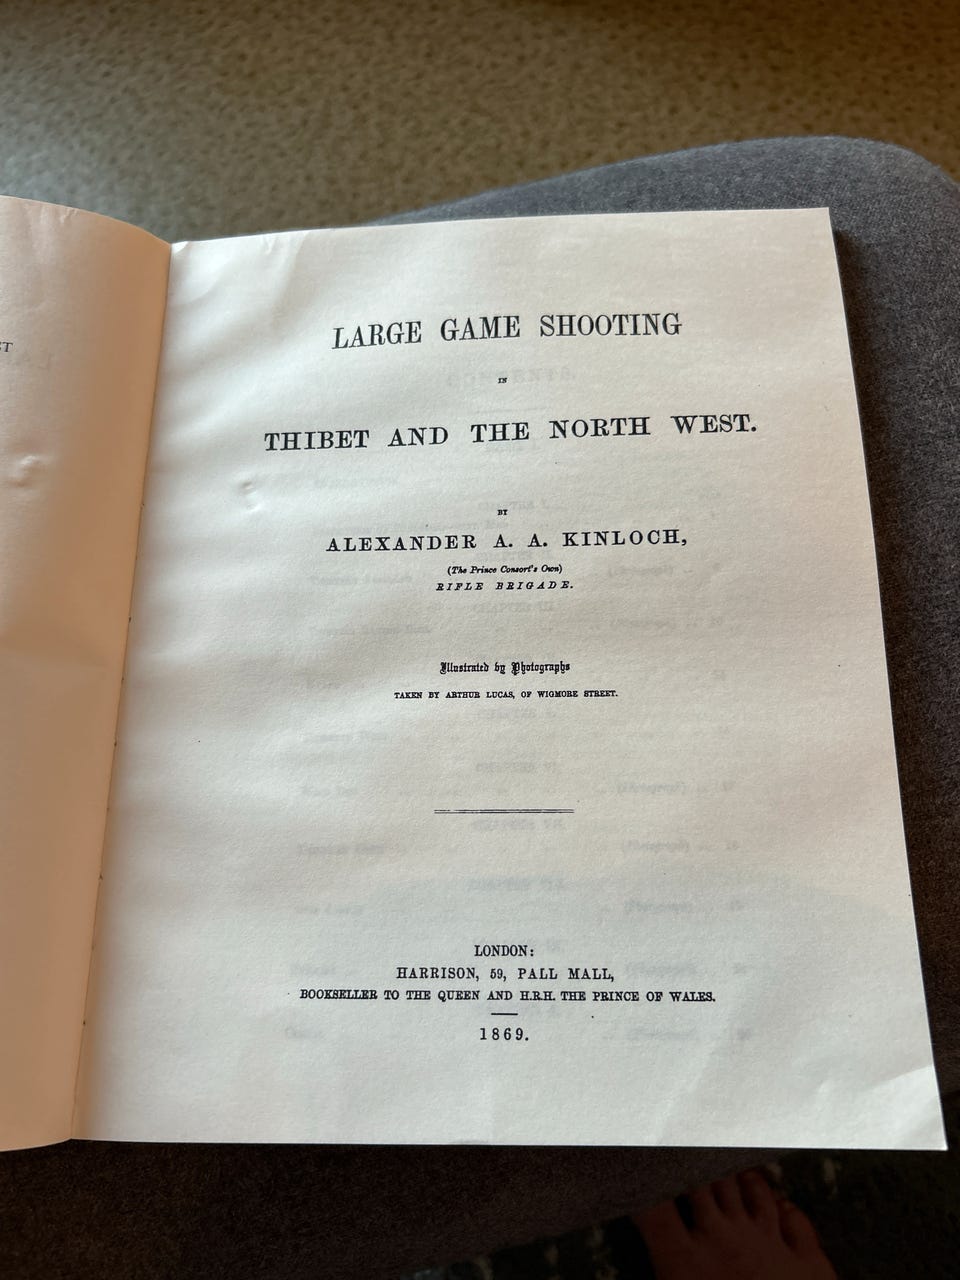 ST
LARGE GAME SHOOTING
IN
THIBET AND THE NORTH WEST.
BY
ALEXANDER A. A. KINLOCH,
(The Prince Consort's Own)
RIFLE BRIGADE.
Illustrated by Photographs
TAKEN BY ARTHUR LUCAS, OF WIGMORE STREET.
LONDON:
HARRISON, 59, PALL MALL,
BOOKSELLER TO THE QUEEN AND H.R.H. THE PRINCE OF WALES.
1869.